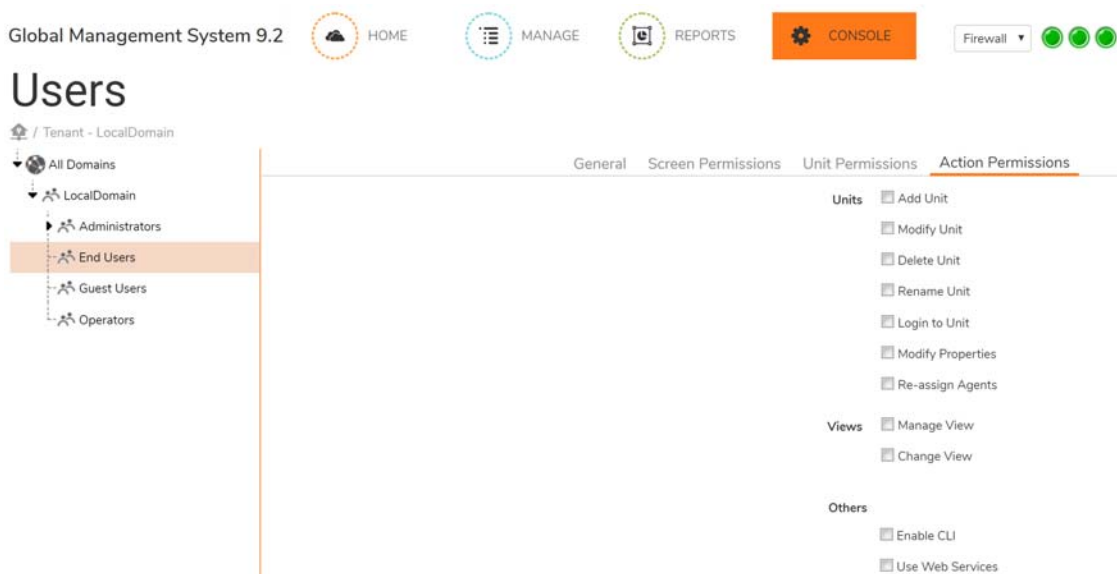 Global Management System 9.2
HOME
MANAGE
REPORTS
CONSOLE
Firewall
Users
/ Tenant - LocalDomain
All Domains
LocalDomain
Administrators
End Users
Guest Users
Operators
General Screen Permissions Unit Permissions Action Permissions
Units
Add Unit
Modify Unit
Delete Unit
Rename Unit
Login to Unit
Modify Properties
Re-assign Agents
Views
Manage View
Change View
Others
Enable CLI
Use Web Services